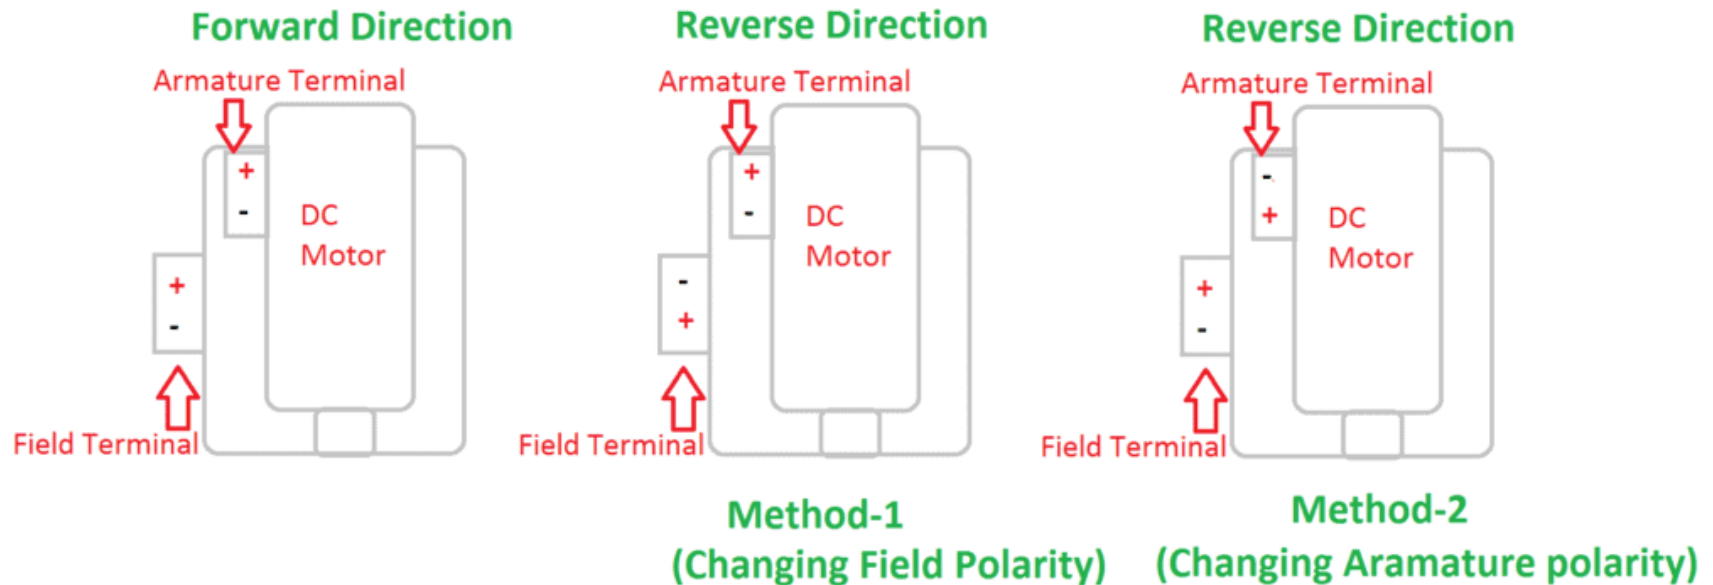 Forward Direction
Armature Terminal
+
-
DC
Motor
+
-
Field Terminal
Reverse Direction
Armature Terminal
+
-
DC
Motor
-
+
Field Terminal
Method-1
(Changing Field Polarity)
Reverse Direction
Armature Terminal
-
+
DC
Motor
+
-
Field Terminal
Method-2
(Changing Aramature polarity)